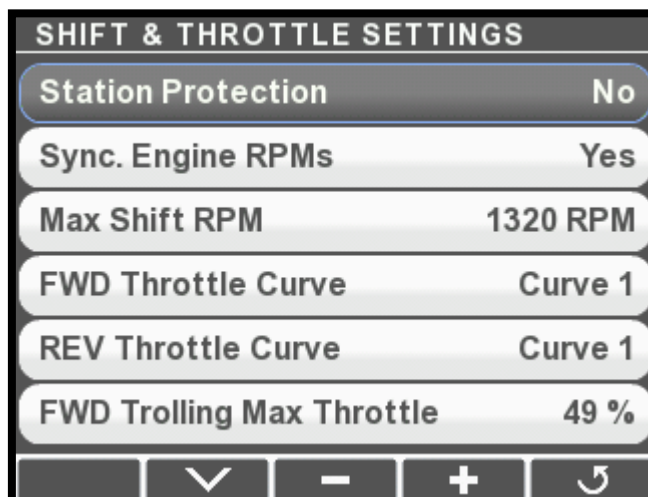 SHIFT & THROTTLE SETTINGS
Station Protection No
Sync. Engine RPMs Yes
Max Shift RPM 1320 RPM
FWD Throttle Curve Curve 1
REV Throttle Curve Curve 1
FWD Trolling Max Throttle 49 %